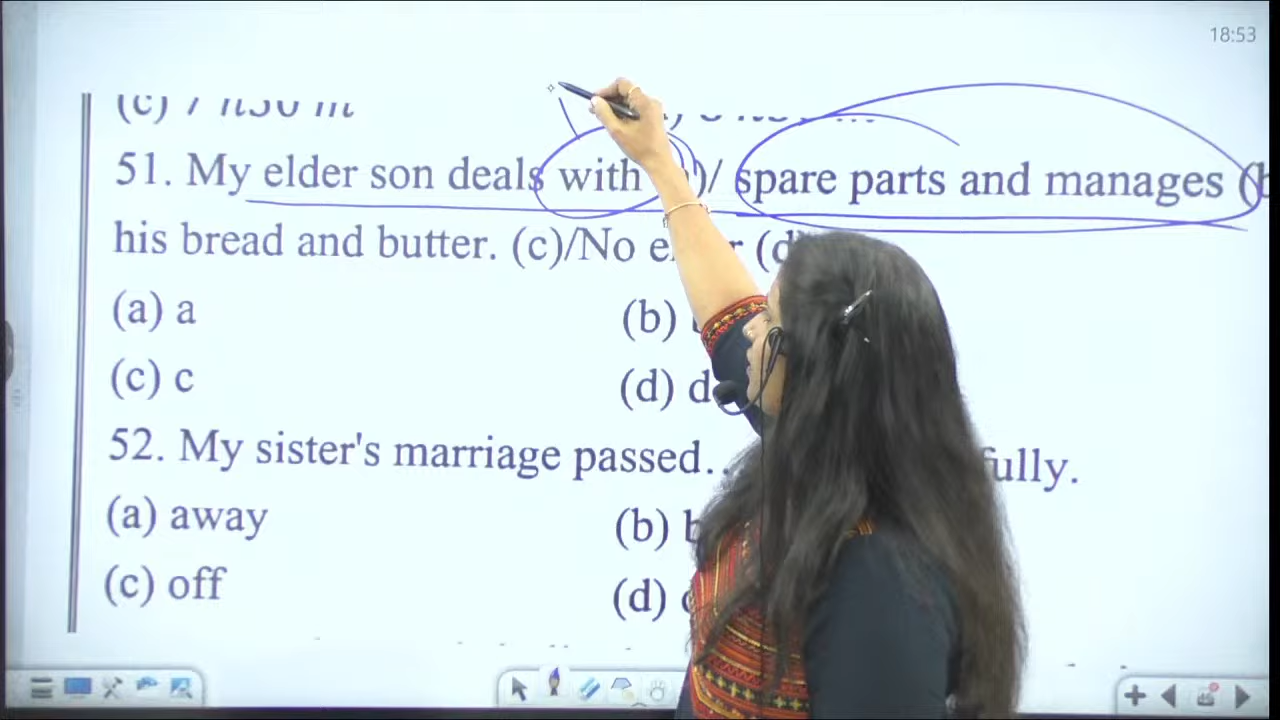 18:53
(c)
51. My elder son deals with )/ spare parts and manages (b
his bread and butter. (c)/No (d)
(a) a
(b)
(c) c
(d) d
52. My sister's marriage passed..
(a) away
(b) b
(c) off
(d)